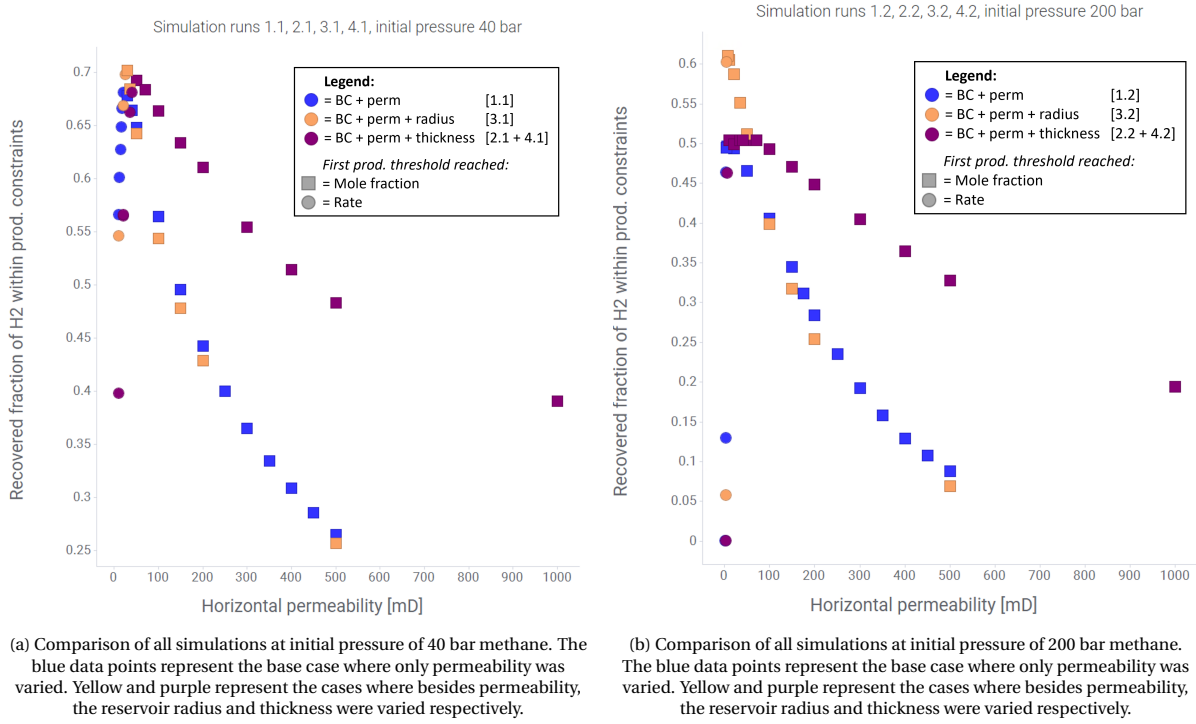 Simulation runs 1.1, 2.1, 3.1, 4.1, initial pressure 40 bar
Recovered fraction of H2 within prod. constraints
0.7
0.65
0.6
0.55
0.5
0.45
0.4
0.35
0.3
0.25
Legend:
= BC + perm [1.1]
= BC + perm + radius [3.1]
= BC + perm + thickness [2.1 + 4.1]
First prod. threshold reached:
= Mole fraction
= Rate
0 100 200 300 400 500 600 700 800 900 1000
Horizontal permeability [mD]
(a) Comparison of all simulations at initial pressure of 40 bar methane. The
blue data points represent the base case where only permeability was
varied. Yellow and purple represent the cases where besides permeability,
the reservoir radius and thickness were varied respectively.
Simulation runs 1.2, 2.2, 3.2, 4.2, initial pressure 200 bar
Recovered fraction of H2 within prod. constraints
0.6
0.55
0.5
0.45
0.4
0.35
0.3
0.25
0.2
0.15
0.1
0.05
0
Legend:
= BC + perm [1.2]
= BC + perm + radius [3.2]
= BC + perm + thickness [2.2 + 4.2]
First prod. threshold reached:
= Mole fraction
= Rate
0 100 200 300 400 500 600 700 800 900 1000
Horizontal permeability [mD]
(b) Comparison of all simulations at initial pressure of 200 bar methane.
The blue data points represent the base case where only permeability was
varied. Yellow and purple represent the cases where besides permeability,
the reservoir radius and thickness were varied respectively.